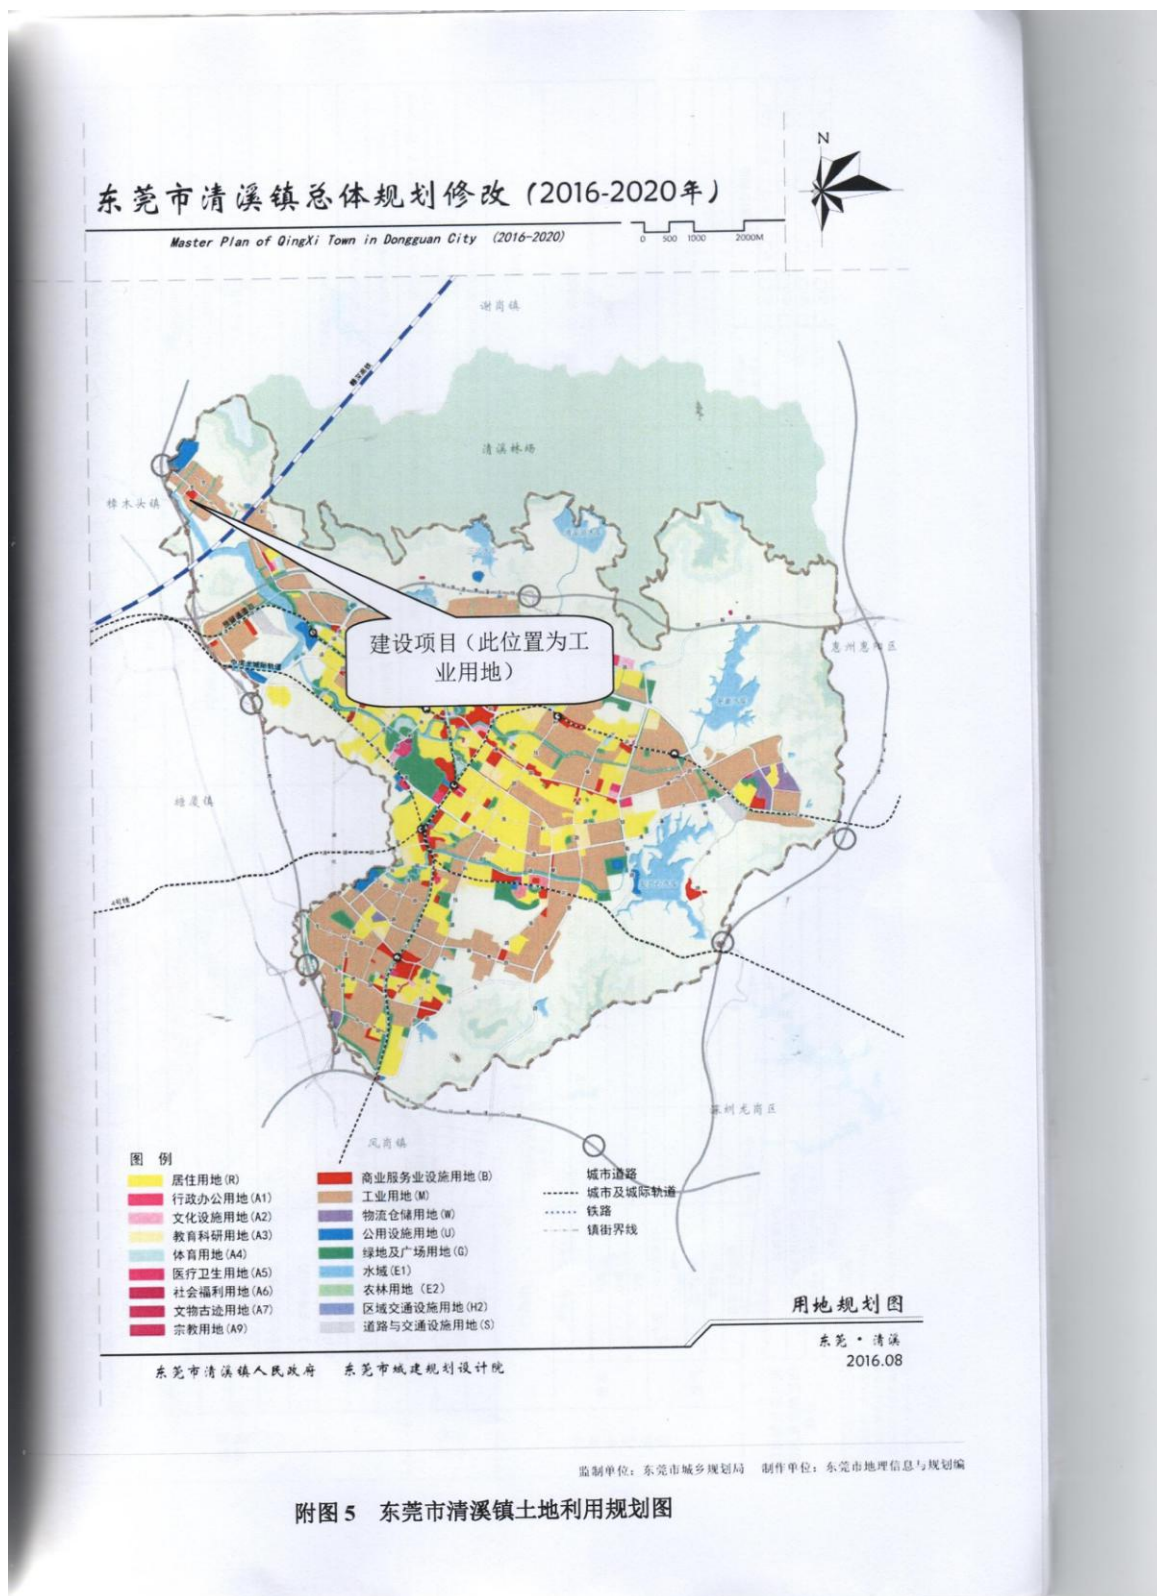 N
东莞市清溪镇总体规划修改(2016-2020年)
Master Plan of QingXi Town in Dongguan City (2016-2020)
0 500 1000 2000M
谢岗镇
清溪林场
樟木头镇
建设项目(此位置为工
业用地)
惠州惠阳区
塘厦镇
4号线
深圳龙岗区
凤岗镇
图 例
居住用地(R)
行政办公用地(A1)
文化设施用地(A2)
教育科研用地(A3)
体育用地(A4)
医疗卫生用地(A5)
社会福利用地(A6)
文物古迹用地(A7)
宗教用地(A9)
商业服务业设施用地(B)
工业用地(M)
物流仓储用地(W)
公用设施用地(U)
绿地及广场用地(G)
水域(E1)
农林用地 (E2)
区域交通设施用地(H2)
道路与交通设施用地(S)
城市道路
城市及城际轨道
铁路
镇街界线
用地规划图
东莞·清溪
2016.08
东莞市清溪镇人民政府 东莞市城建规划设计院
监制单位:东莞市城乡规划局 制作单位:东莞市地理信息与规划编
附图 5 东莞市清溪镇土地利用规划图